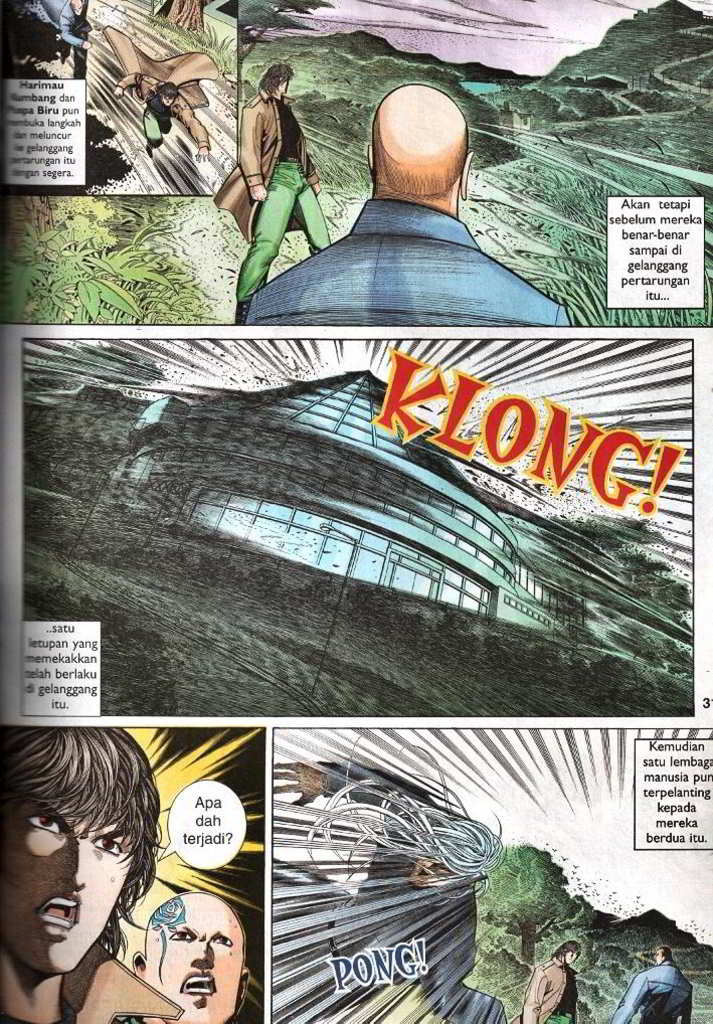 Harimau
Kumbang dan
Naga Biru pun
membuka langkah
dan meluncur
ke gelanggang
pertarungan itu
dengan segera.
Akan tetapi
sebelum mereka
benar-benar
sampai di
gelanggang
pertarungan
itu...
KLONG!
..satu
letupan yang
memekakkan
telah berlaku
di gelanggang
itu.
31
Apa
dah
terjadi?
Kemudian
satu lembaga
manusia pun
terpelanting
kepada
mereka
berdua itu.
PONG!